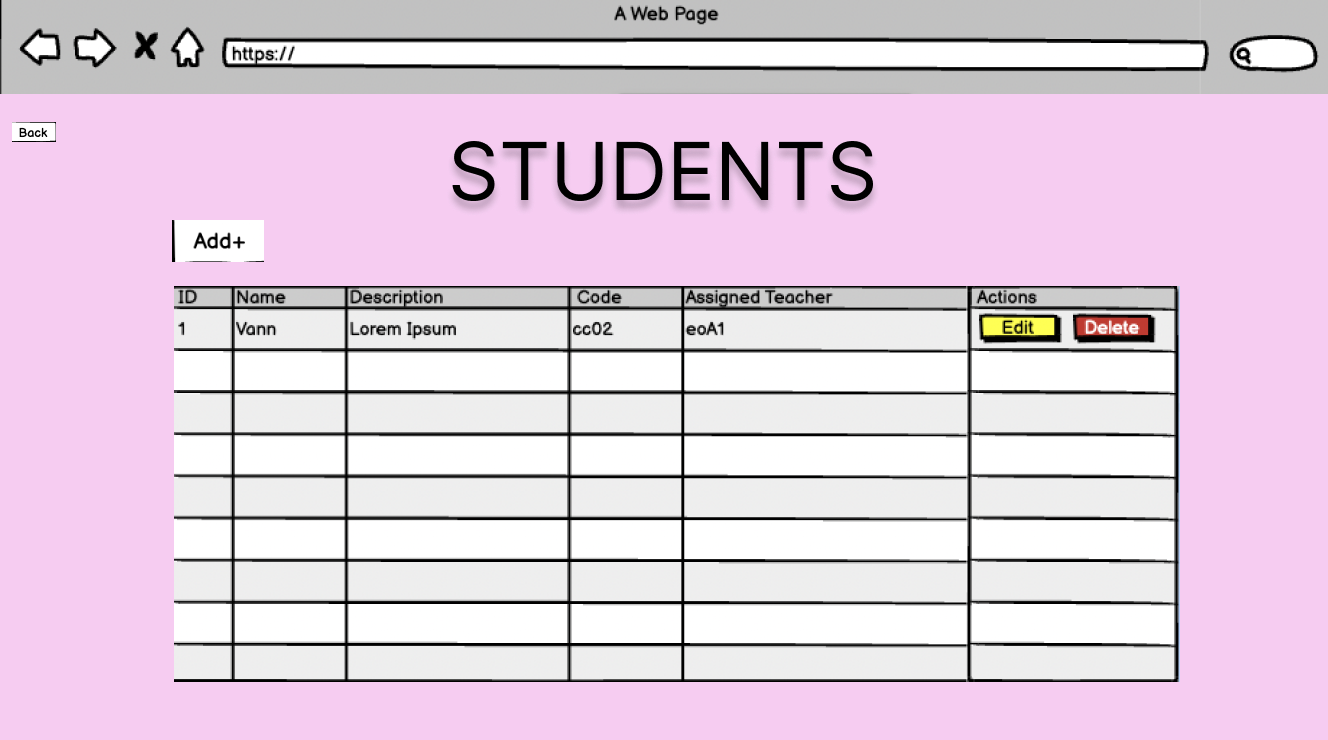 A Web Page
https://
Back
STUDENTS
Add+
ID Name Description Code Assigned Teacher Actions
1 Vann Lorem Ipsum cc02 eoA1 Edit Delete